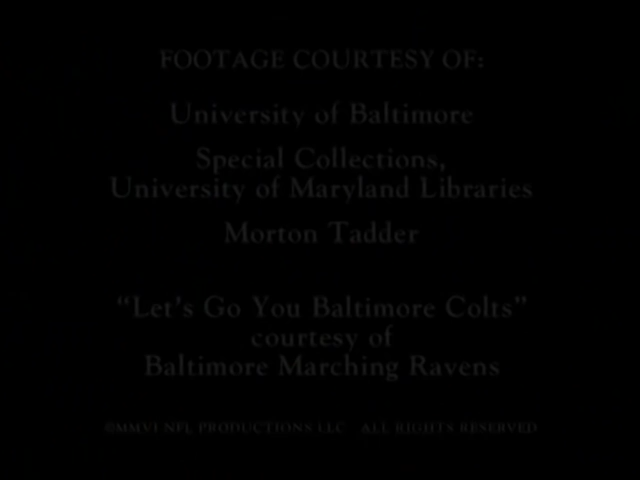 FOOTAGE COURTESY OF:
University of Baltimore
Special Collections,
University of Maryland Libraries
Morton Tadder
"Let's Go You Baltimore Colts"
courtesy of
Baltimore Marching Ravens
©MMVI NFL PRODUCTIONS LLC ALL RIGHTS RESERVED